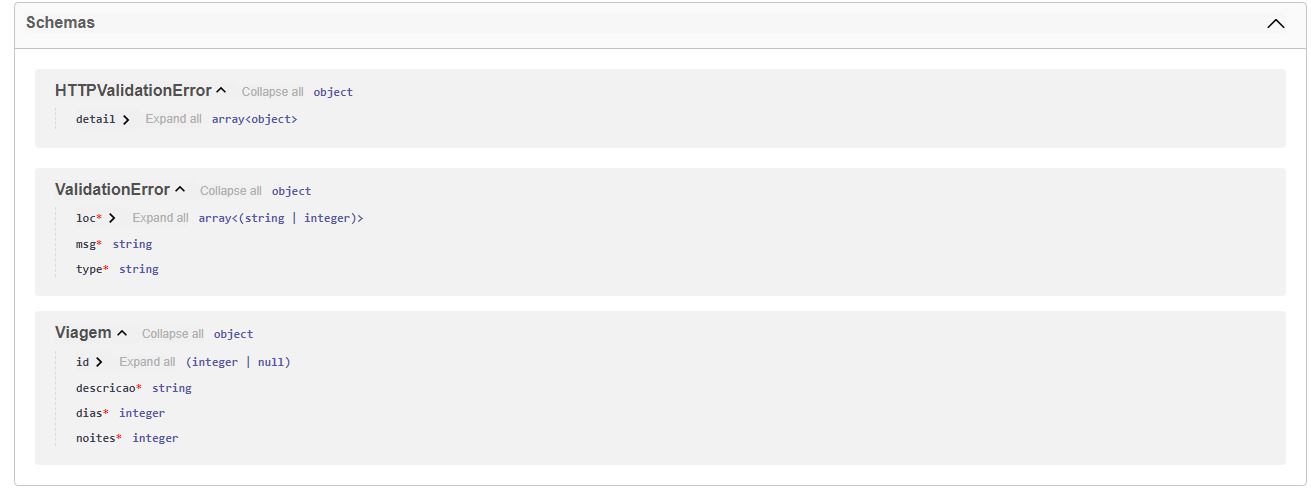 Schemas
HTTPValidationError Collapse all object
detail Expand all array<object>
ValidationError Collapse all object
loc* Expand all array<(string | integer)>
msg* string
type* string
Viagem Collapse all object
id Expand all (integer | null)
descricao* string
dias* integer
noites* integer